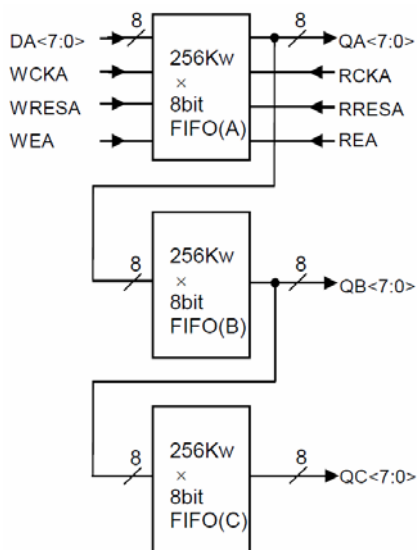 8 8
DA<7:0> 256Kw QA<7:0>
WCKA × RCKA
WRESA 8bit RRESA
WEA FIFO(A) REA
8 256Kw 8
× QB<7:0>
8bit
FIFO(B)
8 256Kw 8
× QC<7:0>
8bit
FIFO(C)